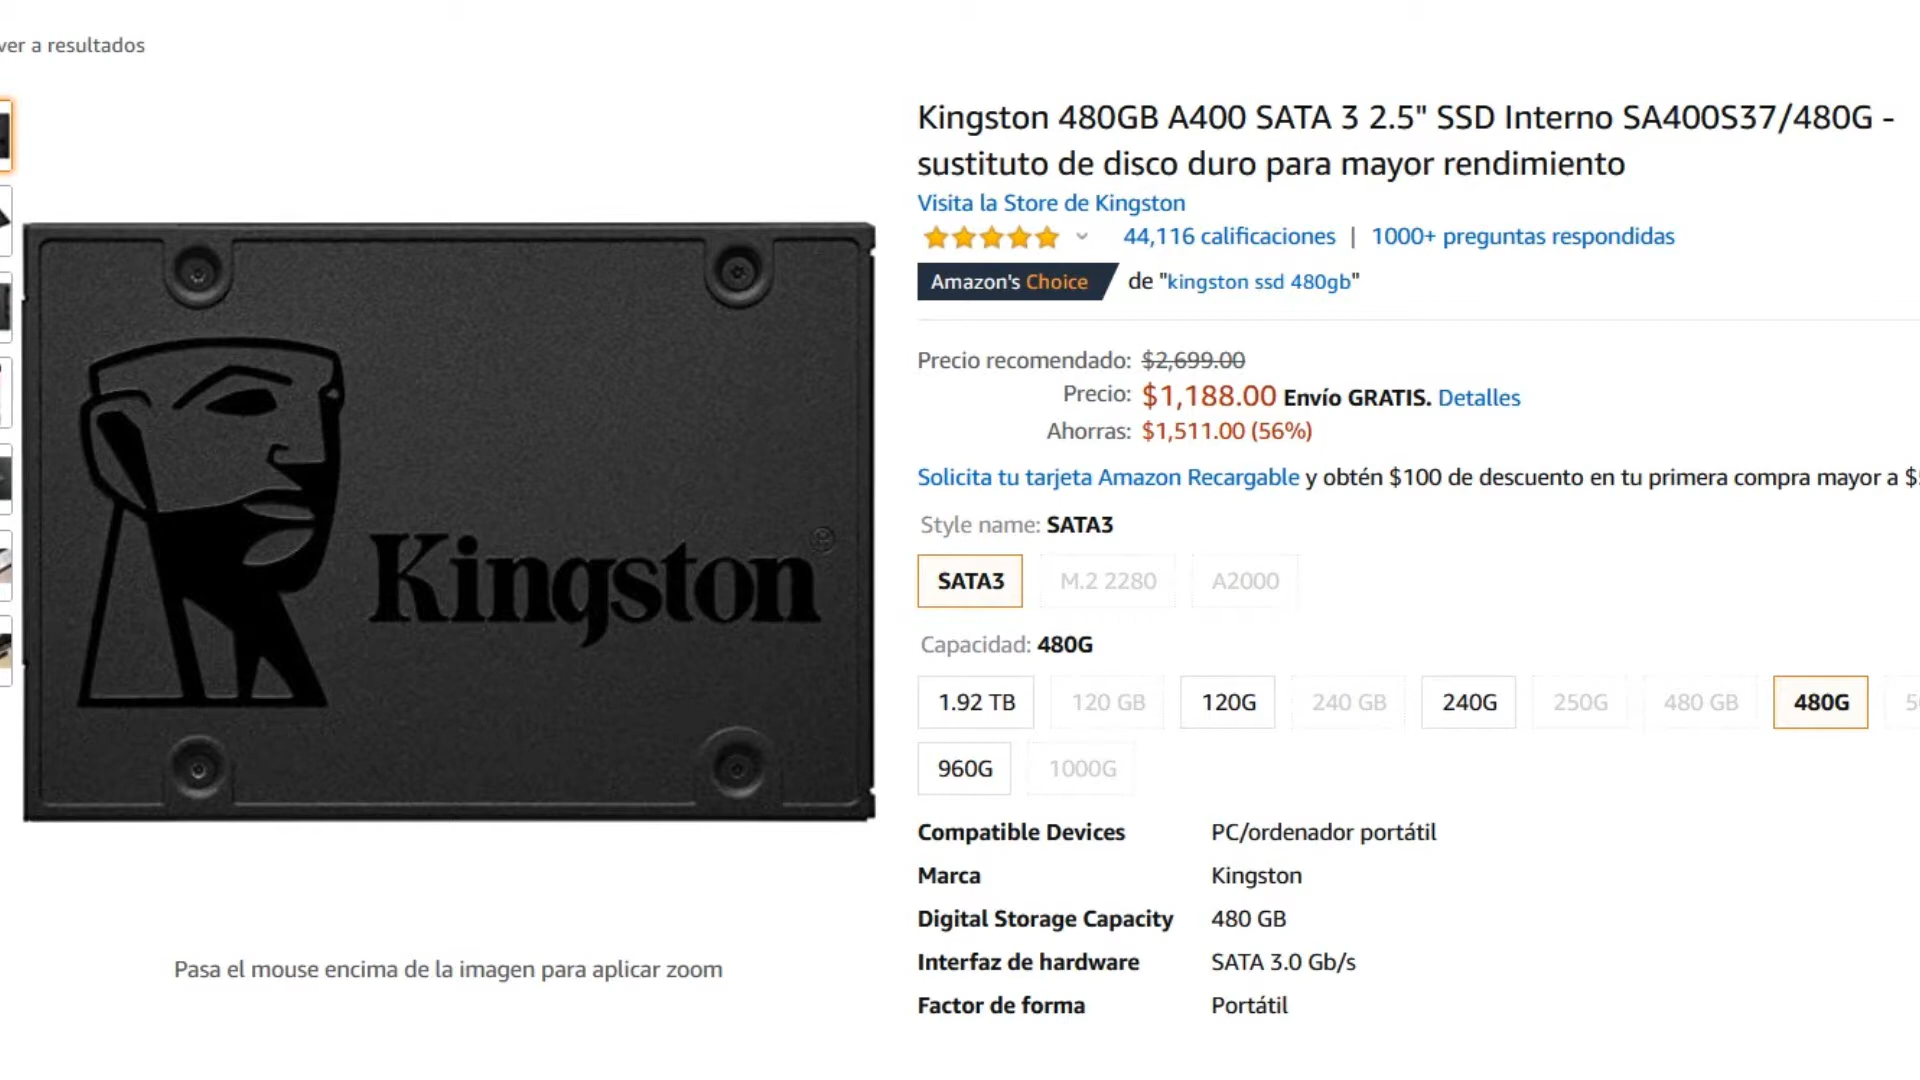 ver a resultados
Kingston 480GB A400 SATA 3 2.5" SSD Interno SA400S37/480G -
sustituto de disco duro para mayor rendimiento
Visita la Store de Kingston
44,116 calificaciones | 1000+ preguntas respondidas
Amazon's Choice de "kingston ssd 480gb"
Precio recomendado: $2,699.00
Precio: $1,188.00 Envío GRATIS. Detalles
Ahorras: $1,511.00 (56%)
Solicita tu tarjeta Amazon Recargable y obtén $100 de descuento en tu primera compra mayor a $
Style name: SATA3
SATA3 M.2 2280 A2000
Capacidad: 480G
1.92 TB 120 GB 120G 240 GB 240G 250G 480 GB 480G
960G 1000G
Compatible Devices PC/ordenador portátil
Marca Kingston
Digital Storage Capacity 480 GB
Interfaz de hardware SATA 3.0 Gb/s
Factor de forma Portátil
Kingston
Pasa el mouse encima de la imagen para aplicar zoom